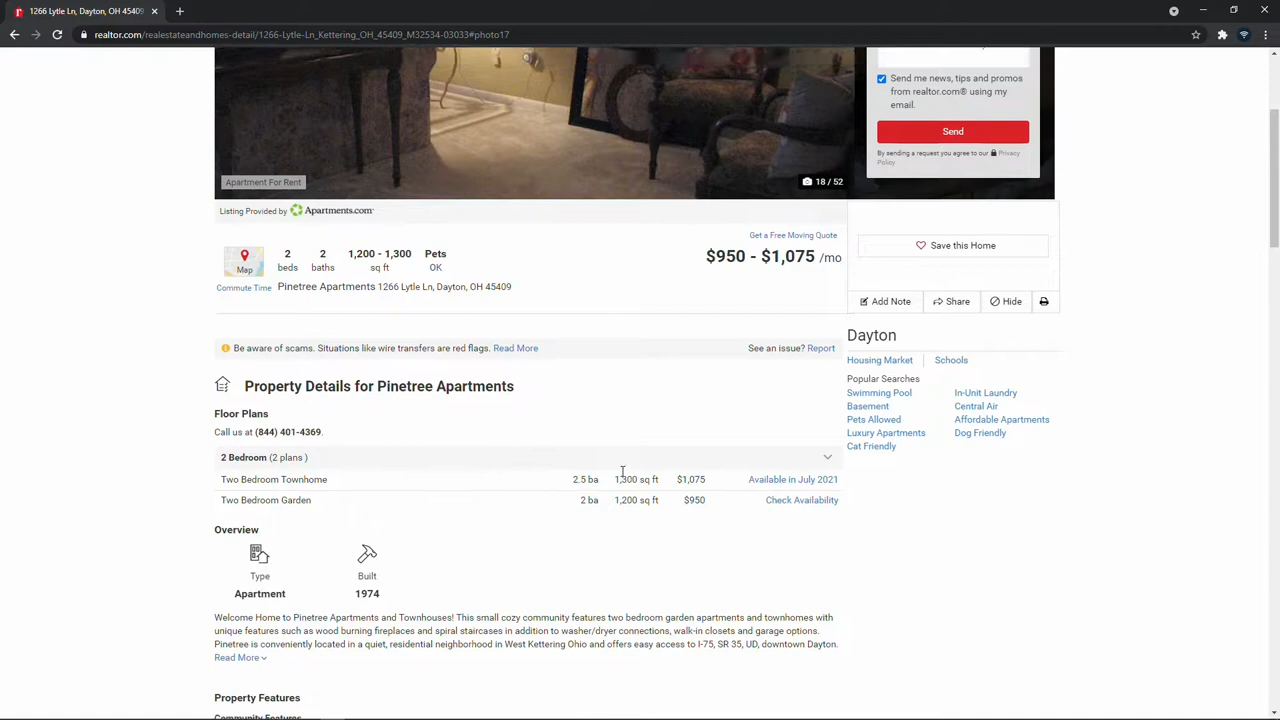 1266 Lytle Ln, Dayton, OH 45409
realtor.com/realestateandhomes-detail/1266-Lytle-Ln_Kettering_OH_45409_M32534-03033#photo17
Send me news, tips and promos
from realtor.com® using my
email.
Send
By sending a request you agree to our Privacy
Policy
Apartment For Rent
18 / 52
Listing Provided by Apartments.com
Get a Free Moving Quote
Save this Home
Map
2 2 1,200 - 1,300 Pets
beds baths sq ft OK
$950 - $1,075 /mo
Commute Time Pinetree Apartments 1266 Lytle Ln, Dayton, OH 45409
Add Note Share Hide
Be aware of scams. Situations like wire transfers are red flags. Read More See an issue? Report
Dayton
Housing Market Schools
Popular Searches
Swimming Pool In-Unit Laundry
Basement Central Air
Pets Allowed Affordable Apartments
Luxury Apartments Dog Friendly
Cat Friendly
Property Details for Pinetree Apartments
Floor Plans
Call us at (844) 401-4369.
2 Bedroom (2 plans )
Two Bedroom Townhome 2.5 ba 1,300 sq ft $1,075 Available in July 2021
Two Bedroom Garden 2 ba 1,200 sq ft $950 Check Availability
Overview
Type Built
Apartment 1974
Welcome Home to Pinetree Apartments and Townhouses! This small cozy community features two bedroom garden apartments and townhomes with
unique features such as wood burning fireplaces and spiral staircases in addition to washer/dryer connections, walk-in closets and garage options.
Pinetree is conveniently located in a quiet, residential neighborhood in West Kettering Ohio and offers easy access to I-75, SR 35, UD, downtown Dayton.
Read More
Property Features
Community Features